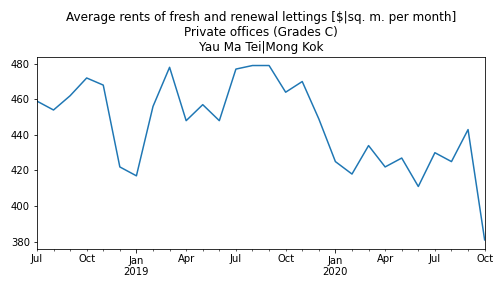 Average rents of fresh and renewal lettings [$|sq. m. per month]
Private offices (Grades C)
Yau Ma Tei|Mong Kok
480
460
440
420
400
380
Jul Oct Jan Apr Jul Oct Jan Apr Jul Oct
2019 2020